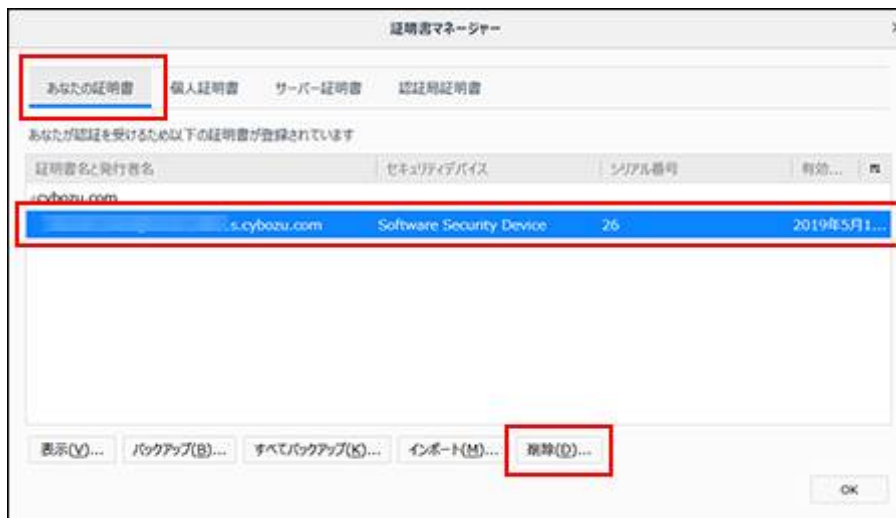 証明書マネージャー
あなたの証明書 個人証明書 サーバー証明書 認証局証明書
あなたが認証を受けるため以下の証明書が登録されています
証明書名と発行者名 セキュリティデバイス シリアル番号 有効...
cybozu.com
.s.cybozu.com Software Security Device 26 2019年5月1...
表示(V)... バックアップ(B)... すべてバックアップ(K)... インポート(M)... 削除(D)...
OK